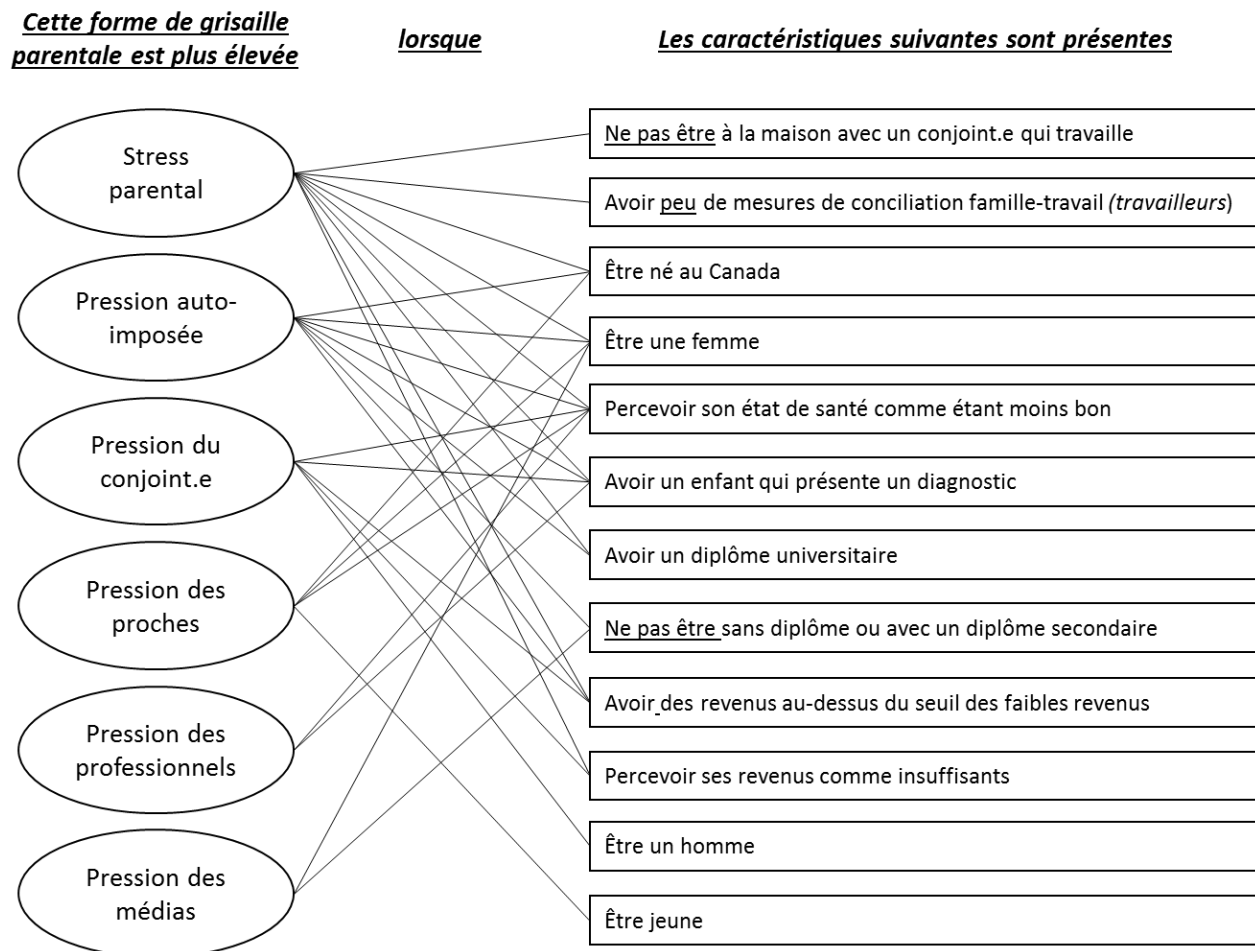 Cette forme de grisaille
parentale est plus élevée
lorsque
Les caractéristiques suivantes sont présentes
Stress
parental
Pression auto-
imposée
Pression du
conjoint.e
Pression des
proches
Pression des
professionnels
Pression des
médias
Ne pas être à la maison avec un conjoint.e qui travaille
Avoir peu de mesures de conciliation famille-travail (travailleurs)
Être né au Canada
Être une femme
Percevoir son état de santé comme étant moins bon
Avoir un enfant qui présente un diagnostic
Avoir un diplôme universitaire
Ne pas être sans diplôme ou avec un diplôme secondaire
Avoir des revenus au-dessus du seuil des faibles revenus
Percevoir ses revenus comme insuffisants
Être un homme
Être jeune